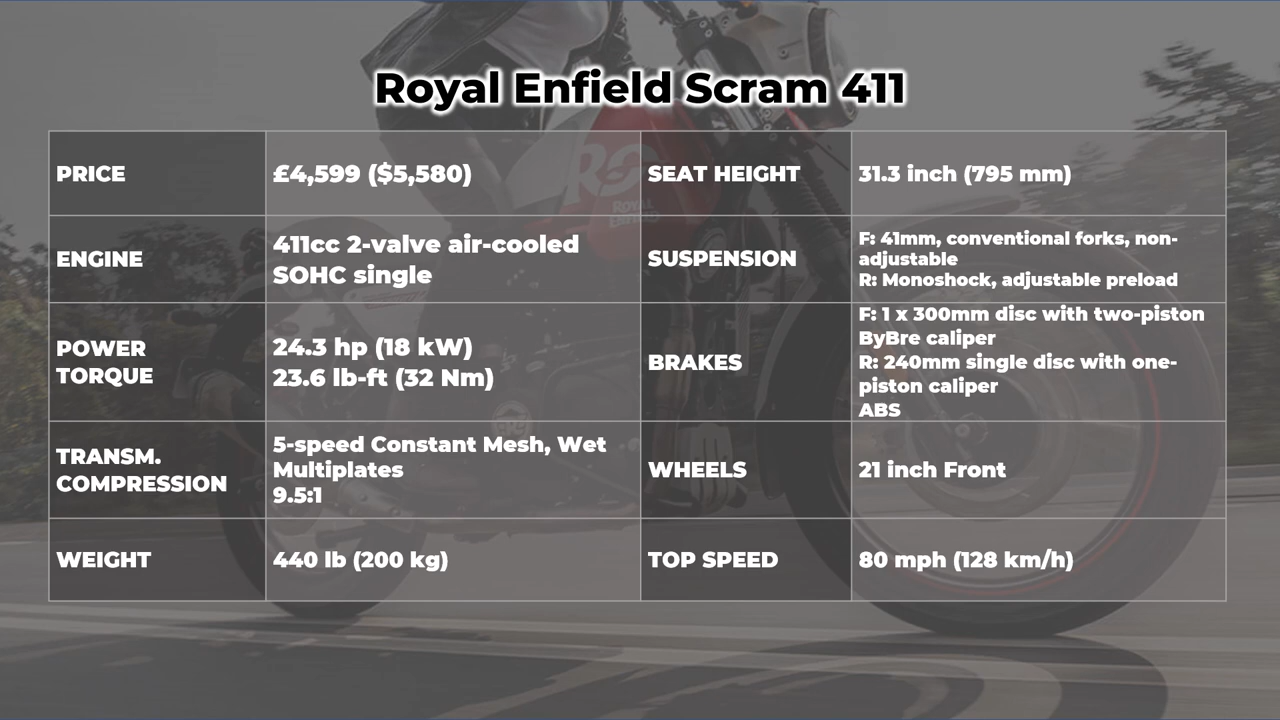 Royal Enfield Scram 411
PRICE
£4,599 ($5,580)
SEAT HEIGHT
31.3 inch (795 mm)
ENGINE
411cc 2-valve air-cooled
SOHC single
SUSPENSION
F: 41mm, conventional forks, non-
adjustable
R: Monoshock, adjustable preload
POWER
TORQUE
24.3 hp (18 kW)
23.6 lb-ft (32 Nm)
BRAKES
F: 1 x 300mm disc with two-piston
ByBre caliper
R: 240mm single disc with one-
piston caliper
ABS
TRANSM.
COMPRESSION
5-speed Constant Mesh, Wet
Multiplates
9.5:1
WHEELS
21 inch Front
WEIGHT
440 lb (200 kg)
TOP SPEED
80 mph (128 km/h)
ROYAL
ENFIELD